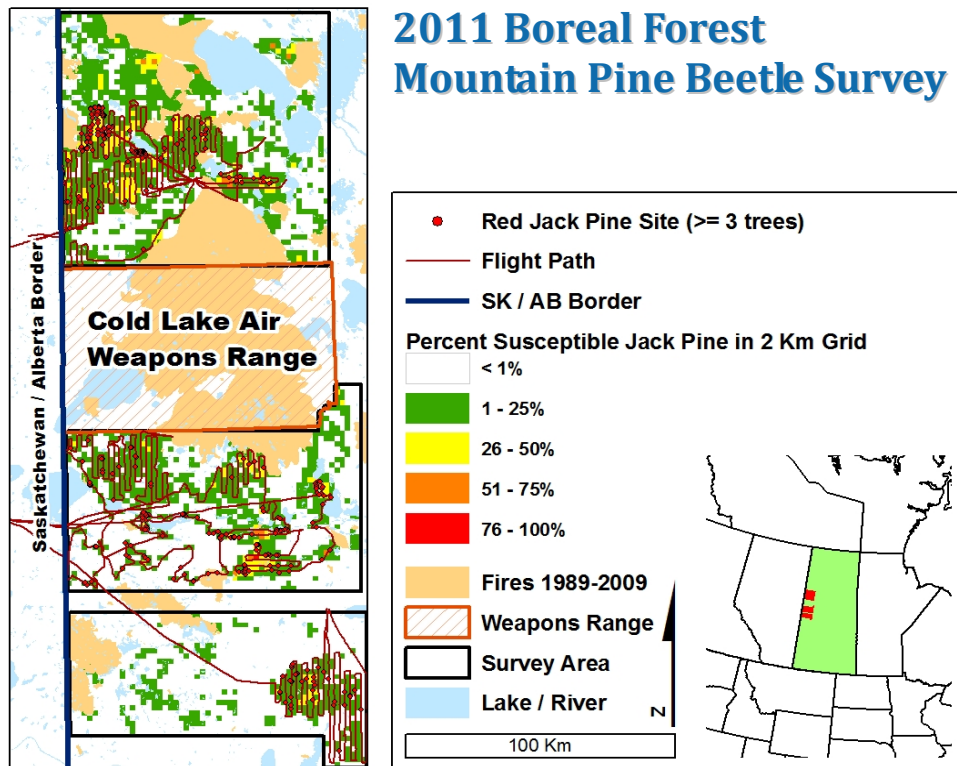 2011 Boreal Forest
Mountain Pine Beetle Survey
Saskatchewan / Alberta Border
Cold Lake Air
Weapons Range
Red Jack Pine Site (>= 3 trees)
Flight Path
SK / AB Border
Percent Susceptible Jack Pine in 2 Km Grid
< 1%
1 - 25%
26 - 50%
51 - 75%
76 - 100%
Fires 1989-2009
Weapons Range
Survey Area
Lake / River
N
100 Km